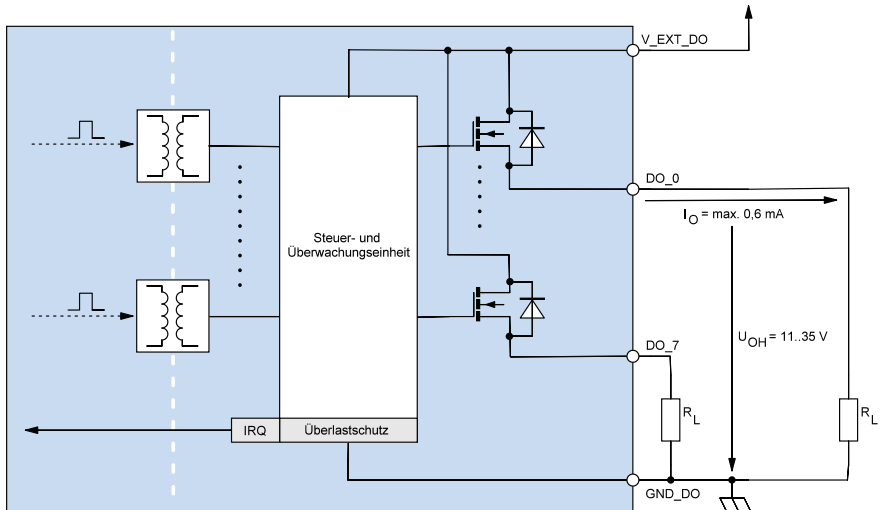 V_EXT_DO
DO_0
I_O = max. 0,6 mA
Steuer- und
Überwachungseinheit
U_OH = 11..35 V
DO_7
R_L
R_L
IRQ
Überlastschutz
GND_DO